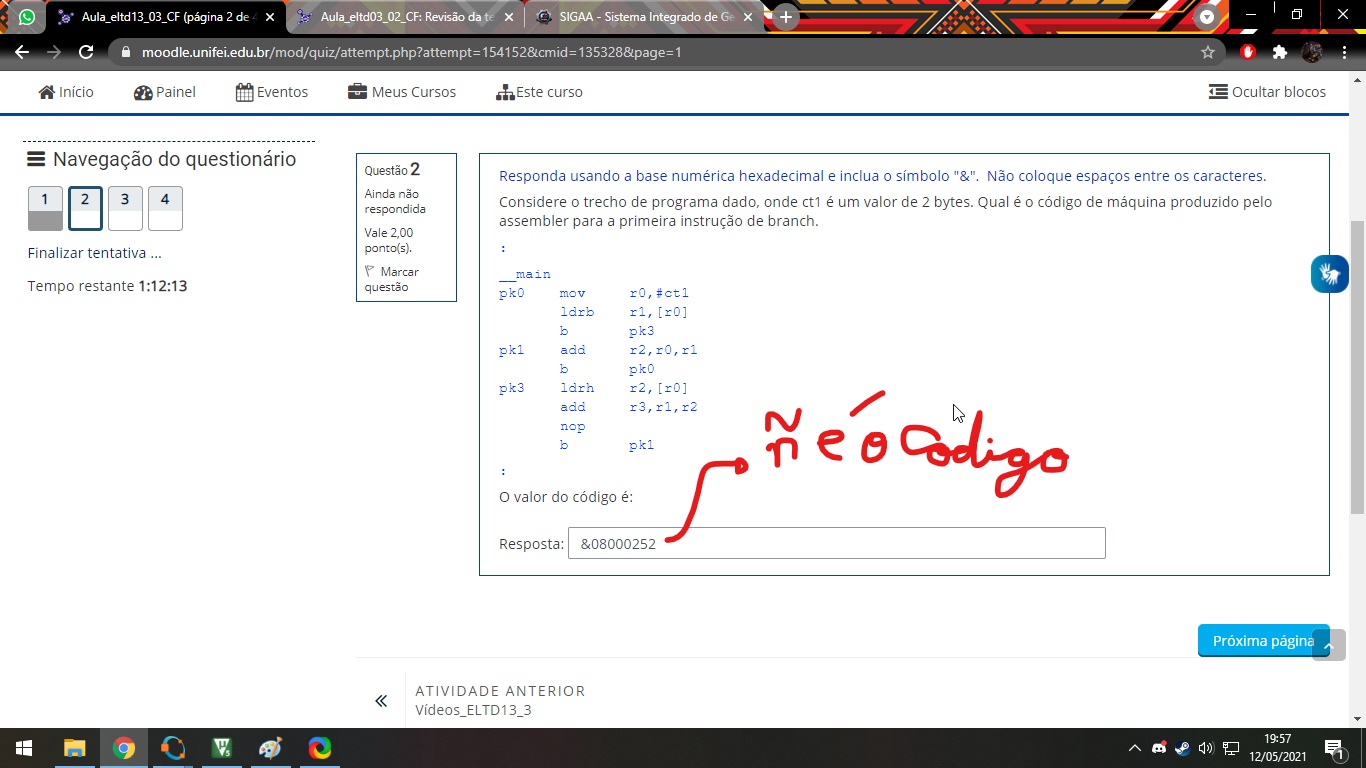 Aula_eltd13_03_CF (página 2 de 4
Aula_eltd03_02_CF: Revisão da te
SIGAA - Sistema Integrado de Ge
moodle.unifei.edu.br/mod/quiz/attempt.php?attempt=1541528&cmid=135328&page=1
Início
Painel
Eventos
Meus Cursos
Este curso
Ocultar blocos
Navegação do questionário
1 2 3 4
Finalizar tentativa ...
Tempo restante 1:12:13
Questão 2
Ainda não
respondida
Vale 2,00
ponto(s).
Marcar
questão
Responda usando a base numérica hexadecimal e inclua o símbolo "&". Não coloque espaços entre os caracteres.
Considere o trecho de programa dado, onde ct1 é um valor de 2 bytes. Qual é o código de máquina produzido pelo
assembler para a primeira instrução de branch.
:
__main
pk0 mov r0,#ct1
ldrb r1,[r0]
b pk3
pk1 add r2,r0,r1
b pk0
pk3 ldrh r2,[r0]
add r3,r1,r2
nop
b pk1
:
ñ é o codigo
O valor do código é:
Resposta: &08000252
Próxima página
ATIVIDADE ANTERIOR
Vídeos_ELTD13_3
19:57
12/05/2021
1